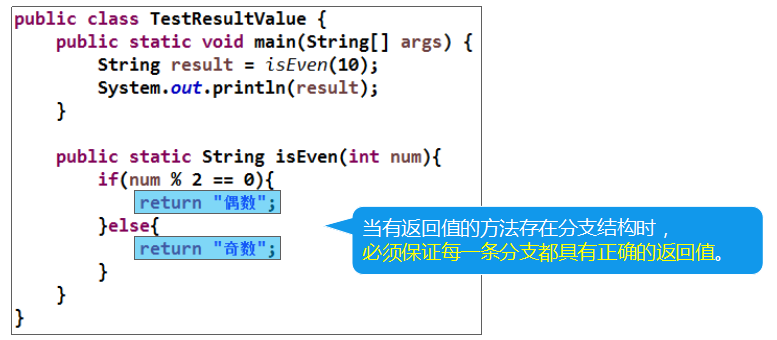 public class TestResultValue {
public static void main(String[] args) {
String result = isEven(10);
System.out.println(result);
}
public static String isEven(int num){
if(num % 2 == 0){
return "偶数";
}else{
return "奇数";
}
}
}
当有返回值的方法存在分支结构时，
必须保证每一条分支都具有正确的返回值。